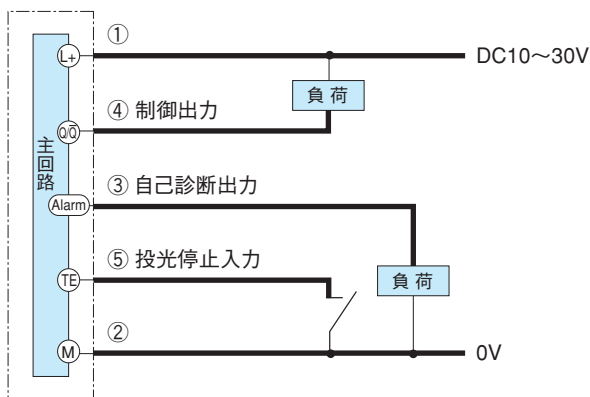 ①
L+
DC10～30V
負荷
④ 制御出力
Q/Q̅
主回路
③ 自己診断出力
Alarm
⑤ 投光停止入力
TE
負荷
②
M
0V